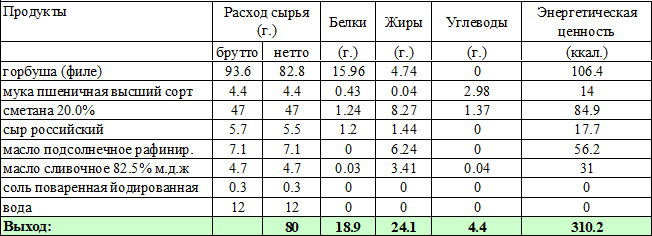 Продукты Расход сырья (г.) Белки Жиры Углеводы Энергетическая ценность
брутто нетто (г.) (г.) (г.) (ккал.)
горбуша (филе) 93.6 82.8 15.96 4.74 0 106.4
мука пшеничная высший сорт 4.4 4.4 0.43 0.04 2.98 14
сметана 20.0% 47 47 1.24 8.27 1.37 84.9
сыр российский 5.7 5.5 1.2 1.44 0 17.7
масло подсолнечное рафинир. 7.1 7.1 0 6.24 0 56.2
масло сливочное 82.5% м.д.ж 4.7 4.7 0.03 3.41 0.04 31
соль поваренная йодированная 0.3 0.3 0 0 0 0
вода 12 12 0 0 0 0
Выход: 80 18.9 24.1 4.4 310.2